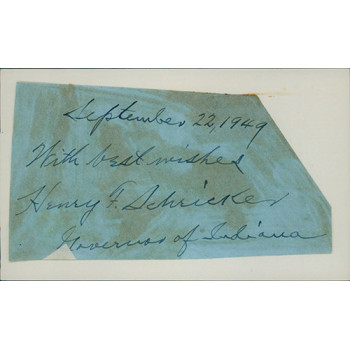 September 22, 1949
With best wishes
Henry F. Schricker
Governor of Indiana